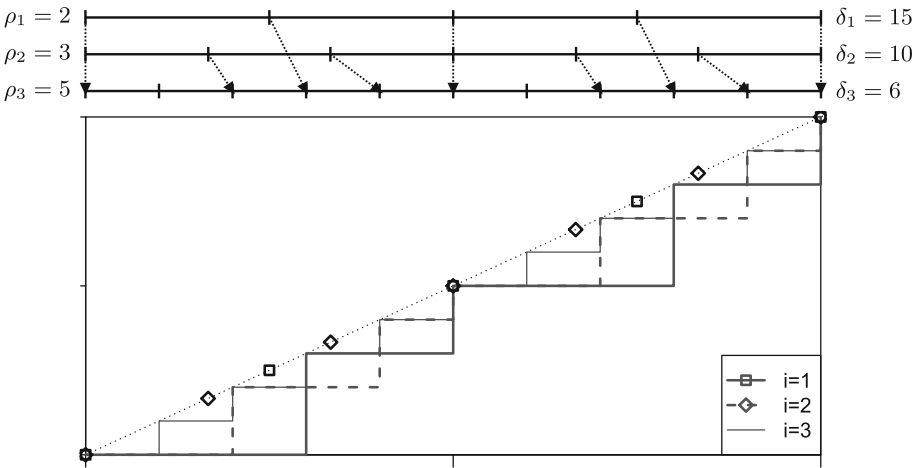 ρ₁ = 2 δ₁ = 15
ρ₂ = 3 δ₂ = 10
ρ₃ = 5 δ₃ = 6
i=1
i=2
i=3